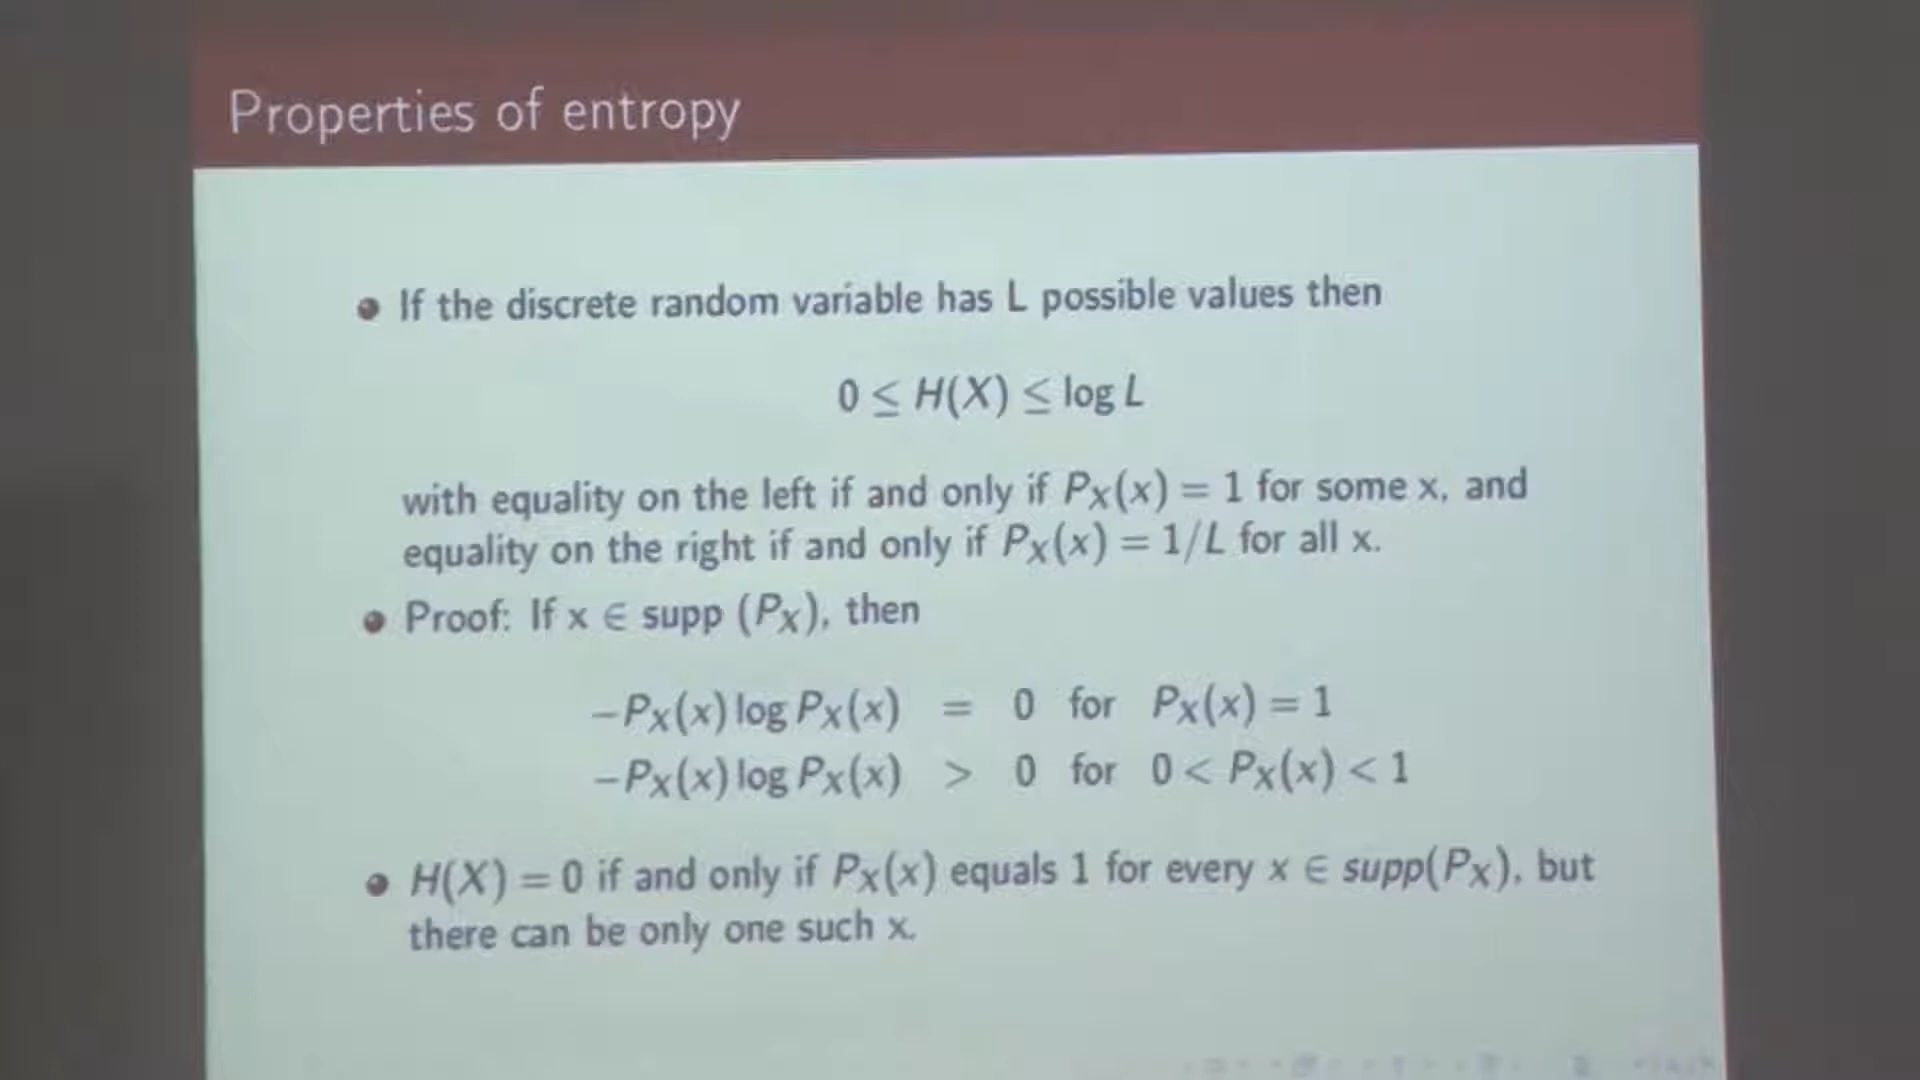 Properties of entropy
If the discrete random variable has L possible values then
0 ≤ H(X) ≤ log L
with equality on the left if and only if P_X(x) = 1 for some x, and
equality on the right if and only if P_X(x) = 1/L for all x.
Proof: If x ∈ supp (P_X), then
−P_X(x) log P_X(x) = 0 for P_X(x) = 1
−P_X(x) log P_X(x) > 0 for 0 < P_X(x) < 1
H(X) = 0 if and only if P_X(x) equals 1 for every x ∈ supp(P_X), but
there can be only one such x.